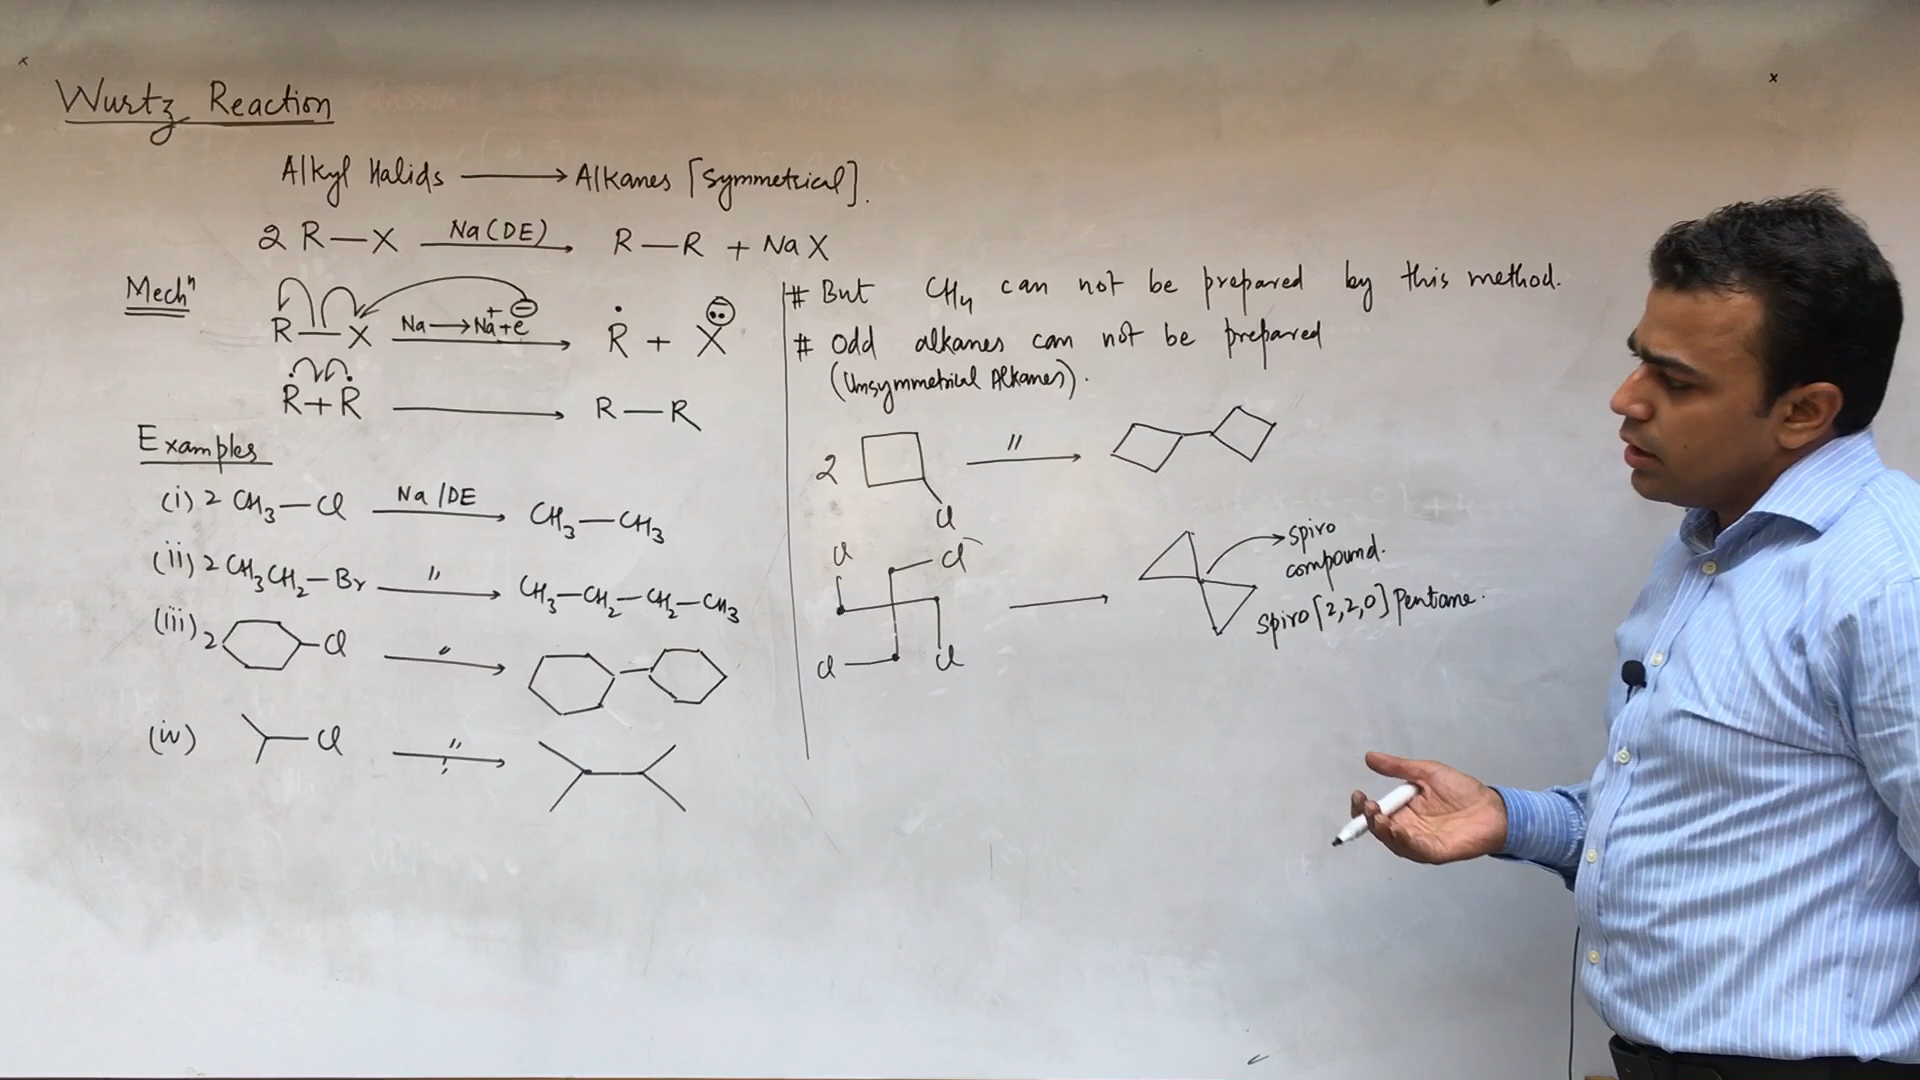 Wurtz Reaction
Alkyl Halids ⟶ Alkanes [Symmetrical].
2 R—X ⟶ R—R + NaX
Na(DE)
Mechⁿ
R—X ⟶ Ṙ + X
Na⟶Na⁺+e
Ṙ+Ṙ ⟶ R—R
Examples
(i) 2 CH₃—Cl ⟶ CH₃—CH₃
Na/DE
(ii) 2 CH₃CH₂—Br ⟶ CH₃—CH₂—CH₂—CH₃
"
(iii) 2 Cl
"
(iv) Cl
"
# But CH₄ can not be prepared by this method.
# Odd alkanes can not be prepared
(Unsymmetrical Alkanes).
2 Cl
"
Cl Cl
Cl Cl
Spiro
compound.
Spiro[2,2,0]Pentane.